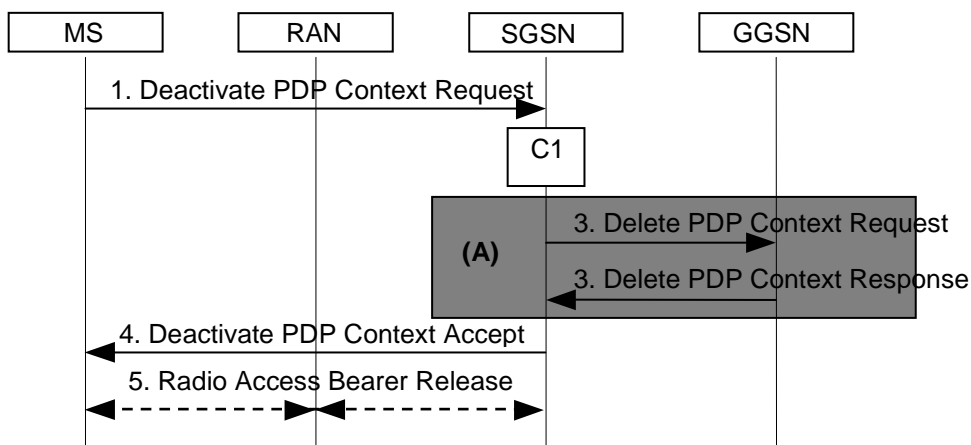 MS RAN SGSN GGSN
1. Deactivate PDP Context Request
C1
3. Delete PDP Context Request
(A)
3. Delete PDP Context Response
4. Deactivate PDP Context Accept
5. Radio Access Bearer Release